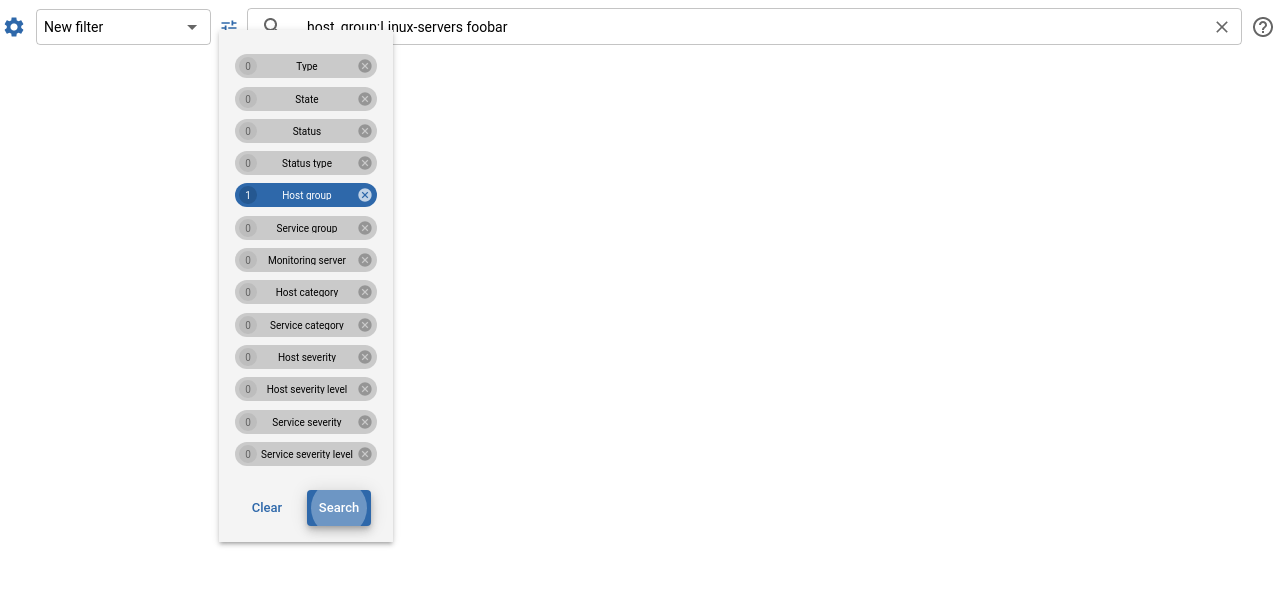 New filter
host_group:Linux-servers foobar
0 Type
0 State
0 Status
0 Status type
1 Host group
0 Service group
0 Monitoring server
0 Host category
0 Service category
0 Host severity
0 Host severity level
0 Service severity
0 Service severity level
Clear Search